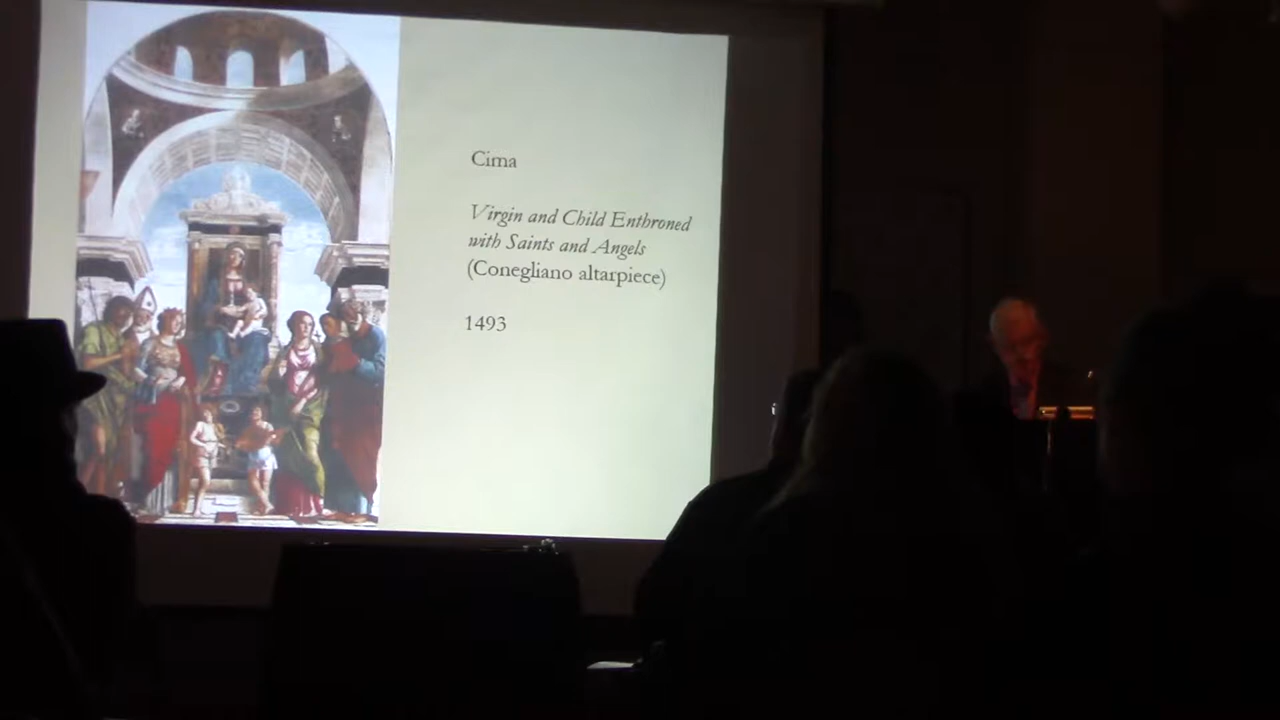 Cima
Virgin and Child Enthroned
with Saints and Angels
(Conegliano altarpiece)
1493